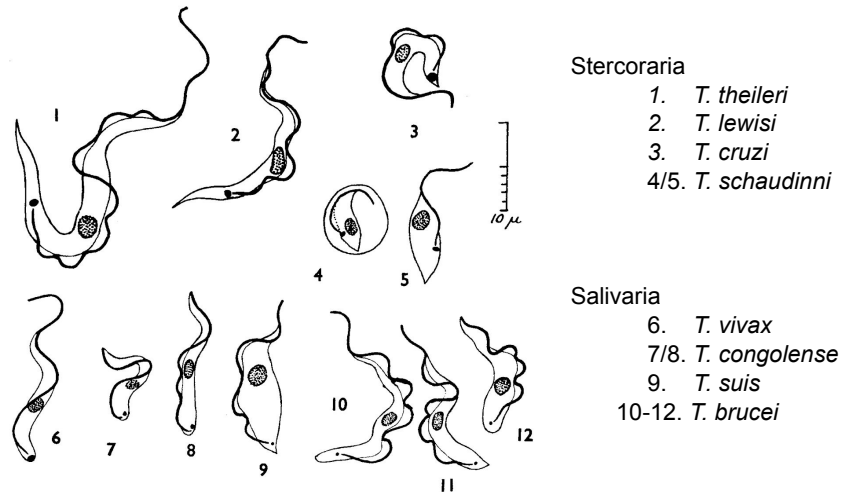 1
2
3
4
5
10 µ
6
7
8
9
10
11
12
Stercoraria
1. T. theileri
2. T. lewisi
3. T. cruzi
4/5. T. schaudinni
Salivaria
6. T. vivax
7/8. T. congolense
9. T. suis
10-12. T. brucei